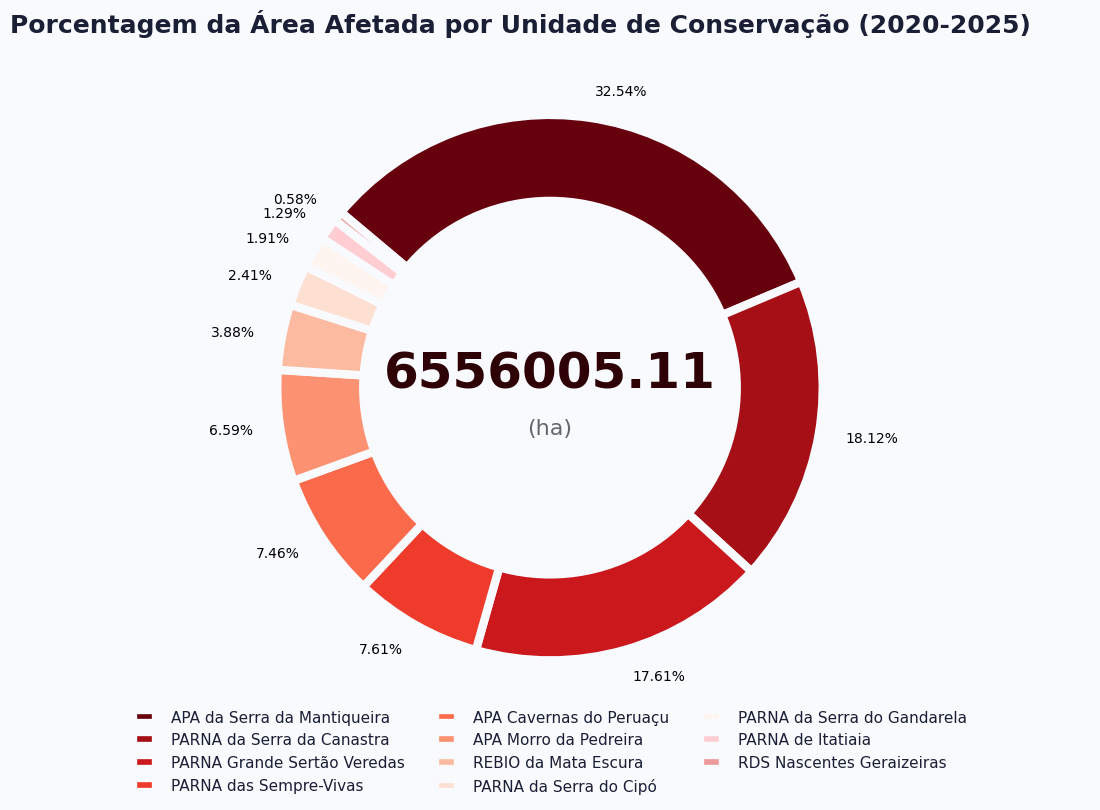 Porcentagem da Área Afetada por Unidade de Conservação (2020-2025)
32.54%
0.58%
1.29%
1.91%
2.41%
3.88%
6.59%
7.46%
7.61%
17.61%
18.12%
6556005.11
(ha)
APA da Serra da Mantiqueira
PARNA da Serra da Canastra
PARNA Grande Sertão Veredas
PARNA das Sempre-Vivas
APA Cavernas do Peruaçu
APA Morro da Pedreira
REBIO da Mata Escura
PARNA da Serra do Cipó
PARNA da Serra do Gandarela
PARNA de Itatiaia
RDS Nascentes Geraizeiras